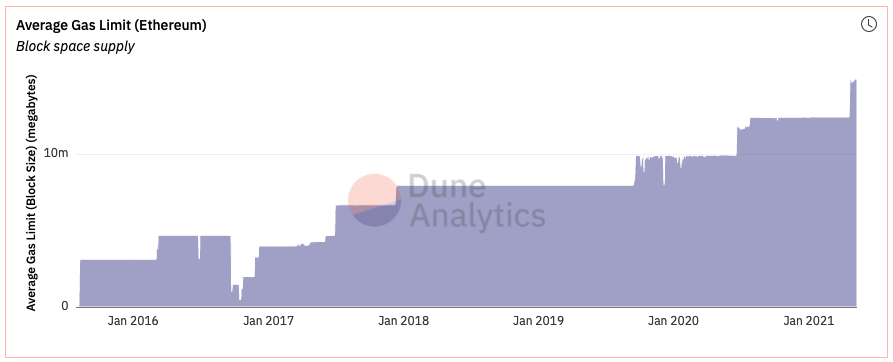 Average Gas Limit (Ethereum)
Block space supply
Average Gas Limit (Block Size) (megabytes)
10m
0
Dune
Analytics
Jan 2016
Jan 2017
Jan 2018
Jan 2019
Jan 2020
Jan 2021